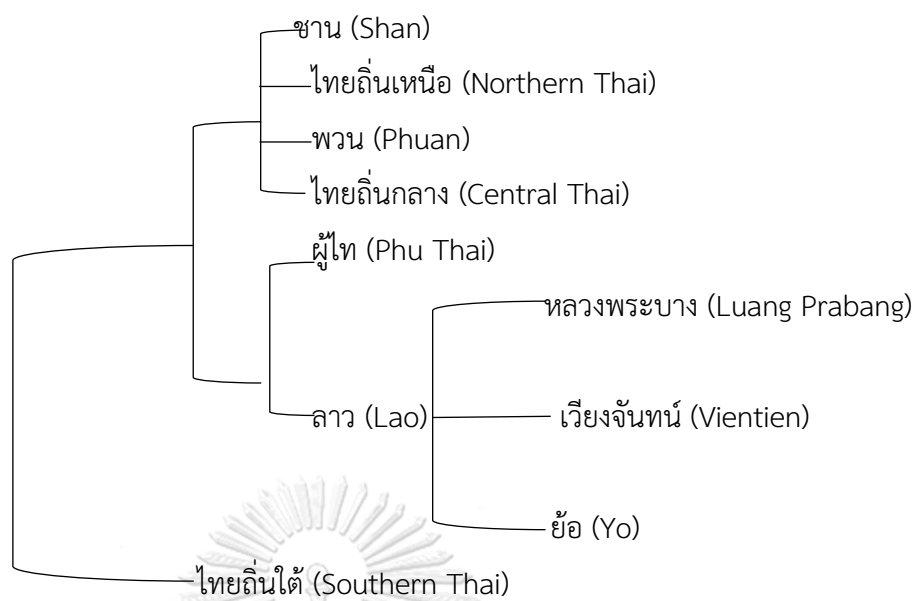 ชาน (Shan)
ไทยถิ่นเหนือ (Northern Thai)
พวน (Phuan)
ไทยถิ่นกลาง (Central Thai)
ผู้ไท (Phu Thai)
หลวงพระบาง (Luang Prabang)
ลาว (Lao)
เวียงจันทน์ (Vientien)
ย้อ (Yo)
ไทยถิ่นใต้ (Southern Thai)